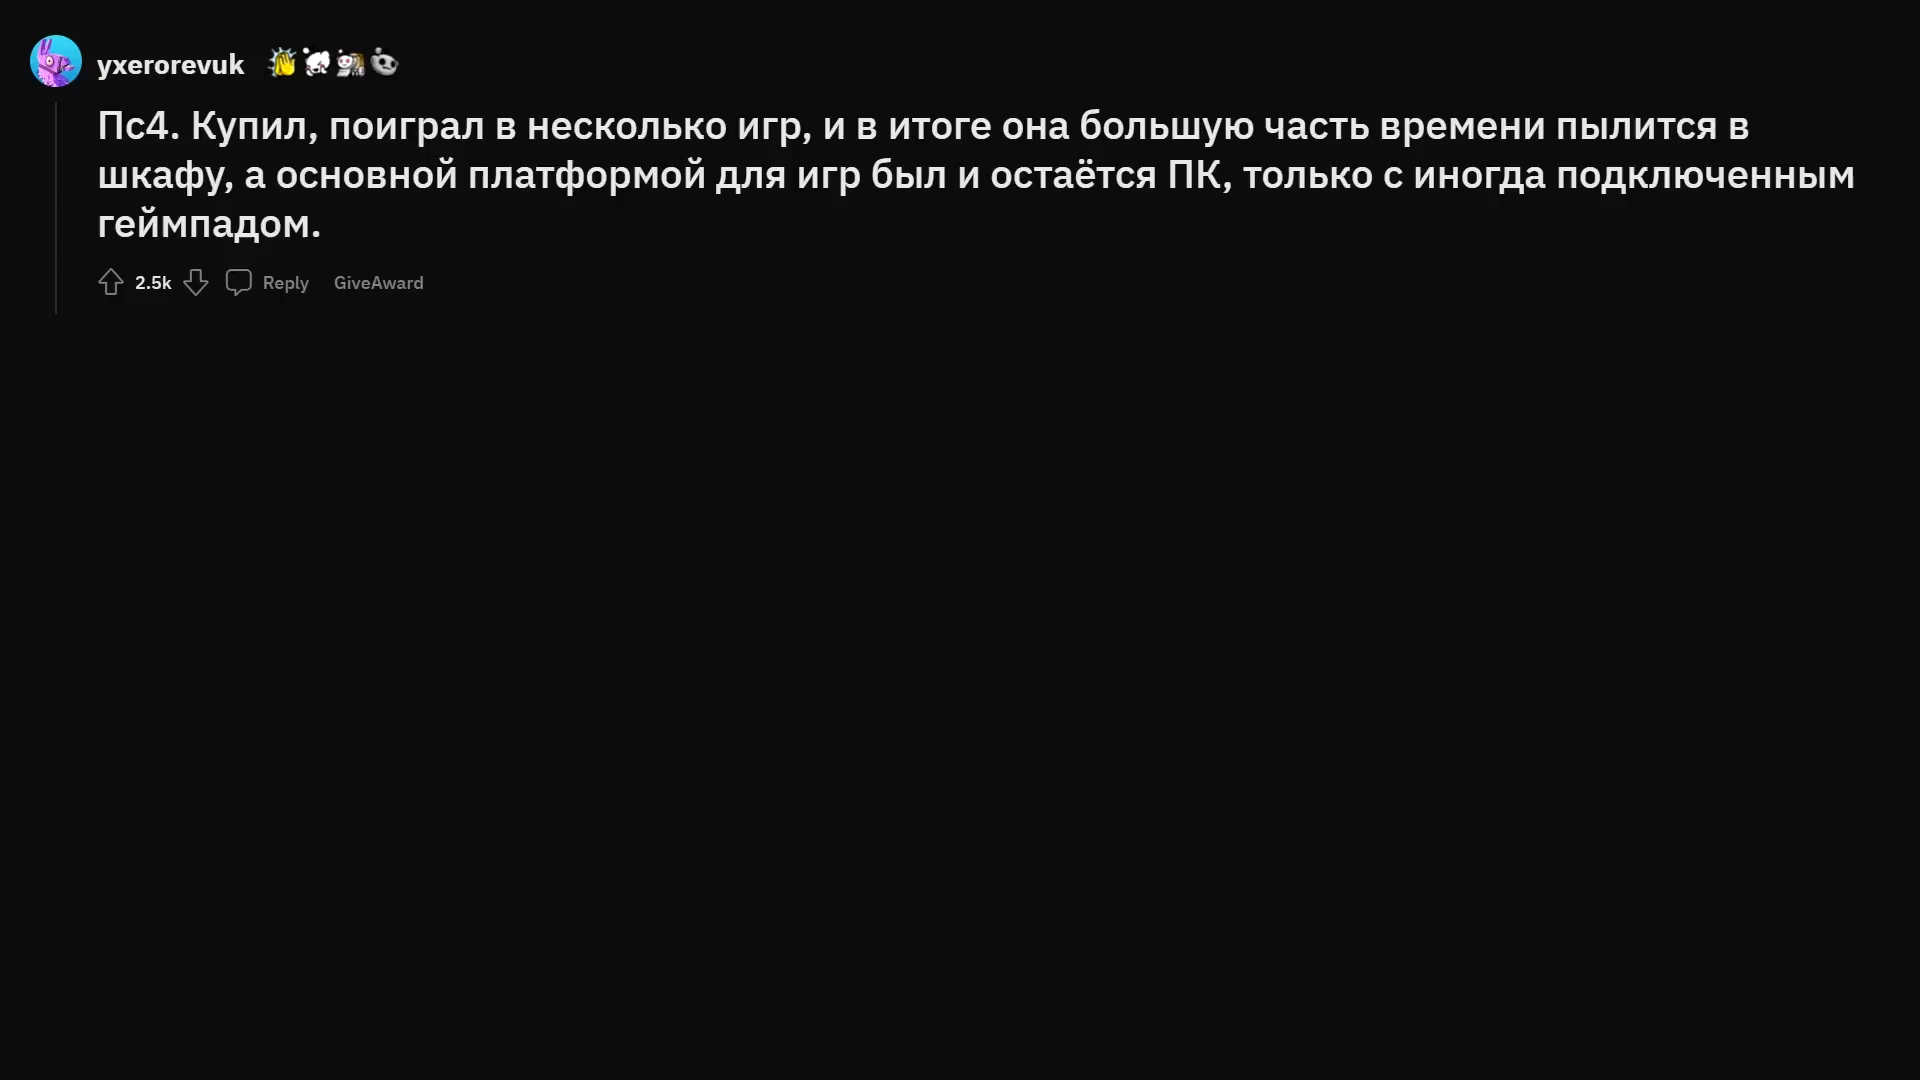 yxerorevuk
Пс4. Купил, поиграл в несколько игр, и в итоге она большую часть времени пылится в
шкафу, а основной платформой для игр был и остаётся ПК, только с иногда подключенным
геймпадом.
2.5k Reply GiveAward